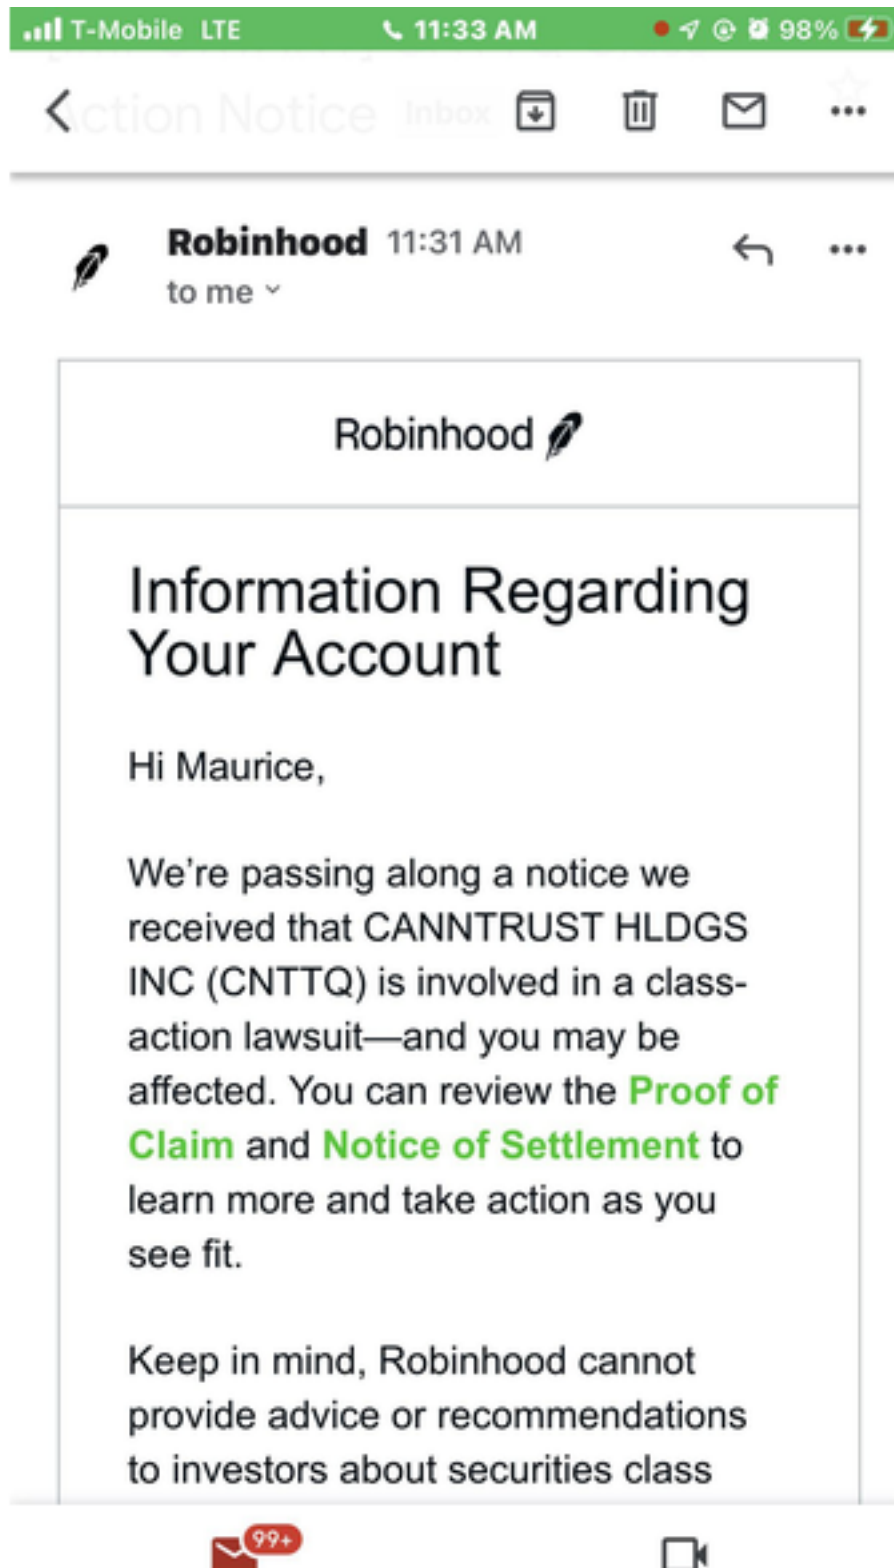 T-Mobile LTE 11:33 AM 98%
Action Notice Inbox
Robinhood 11:31 AM
to me
Robinhood
Information Regarding
Your Account
Hi Maurice,
We’re passing along a notice we
received that CANNTRUST HLDGS
INC (CNTTQ) is involved in a class-
action lawsuit—and you may be
affected. You can review the Proof of
Claim and Notice of Settlement to
learn more and take action as you
see fit.
Keep in mind, Robinhood cannot
provide advice or recommendations
to investors about securities class
99+